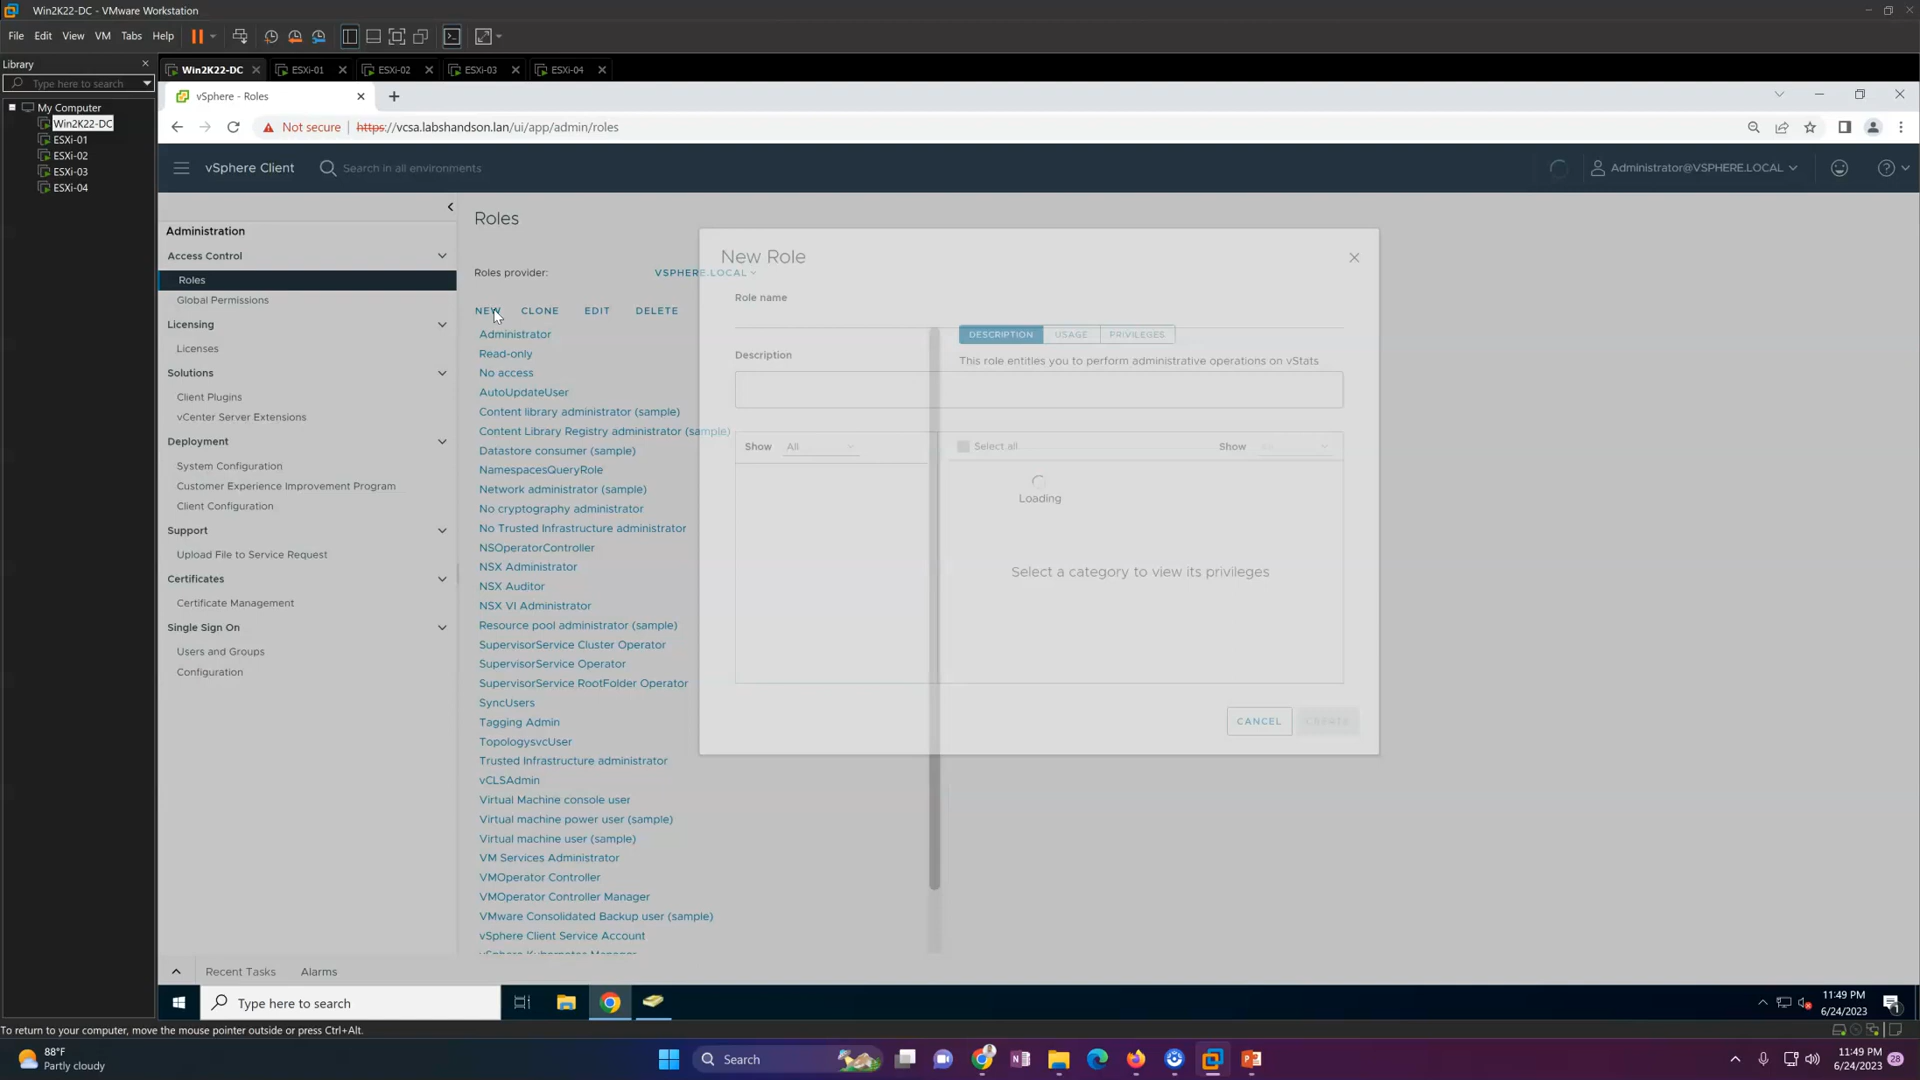 Win2K22-DC - VMware Workstation
File Edit View VM Tabs Help
Library
Type here to search
My Computer
Win2K22-DC
ESXi-01
ESXi-02
ESXi-03
ESXi-04
Win2K22-DC ESXi-01 ESXi-02 ESXi-03 ESXi-04
vSphere - Roles
Not secure https://vcsa.labshandson.lan/ui/app/admin/roles
vSphere Client Search in all environments Administrator@VSPHERE.LOCAL
Administration
Access Control
Roles
Global Permissions
Licensing
Licenses
Solutions
Client Plugins
vCenter Server Extensions
Deployment
System Configuration
Customer Experience Improvement Program
Client Configuration
Support
Upload File to Service Request
Certificates
Certificate Management
Single Sign On
Users and Groups
Configuration
Roles
Roles provider: VSPHERE.LOCAL
NEW CLONE EDIT DELETE
Administrator
Read-only
No access
AutoUpdateUser
Content library administrator (sample)
Content Library Registry administrator (sample)
Datastore consumer (sample)
NamespacesQueryRole
Network administrator (sample)
No cryptography administrator
No Trusted Infrastructure administrator
NSOperatorController
NSX Administrator
NSX Auditor
NSX VI Administrator
Resource pool administrator (sample)
SupervisorService Cluster Operator
SupervisorService Operator
SupervisorService RootFolder Operator
SyncUsers
Tagging Admin
TopologysvcUser
Trusted Infrastructure administrator
vCLSAdmin
Virtual Machine console user
Virtual machine power user (sample)
Virtual machine user (sample)
VM Services Administrator
VMOperator Controller
VMOperator Controller Manager
VMware Consolidated Backup user (sample)
vSphere Client Service Account
vSphere Kubernetes Manager
New Role
Role name
DESCRIPTION USAGE PRIVILEGES
Description
This role entitles you to perform administrative operations on vStats
Show All Select all Show
Loading
Select a category to view its privileges
CANCEL CREATE
Recent Tasks Alarms
Type here to search
11:49 PM
6/24/2023
1
To return to your computer, move the mouse pointer outside or press Ctrl+Alt.
88°F
Partly cloudy
Search
11:49 PM
6/24/2023
28